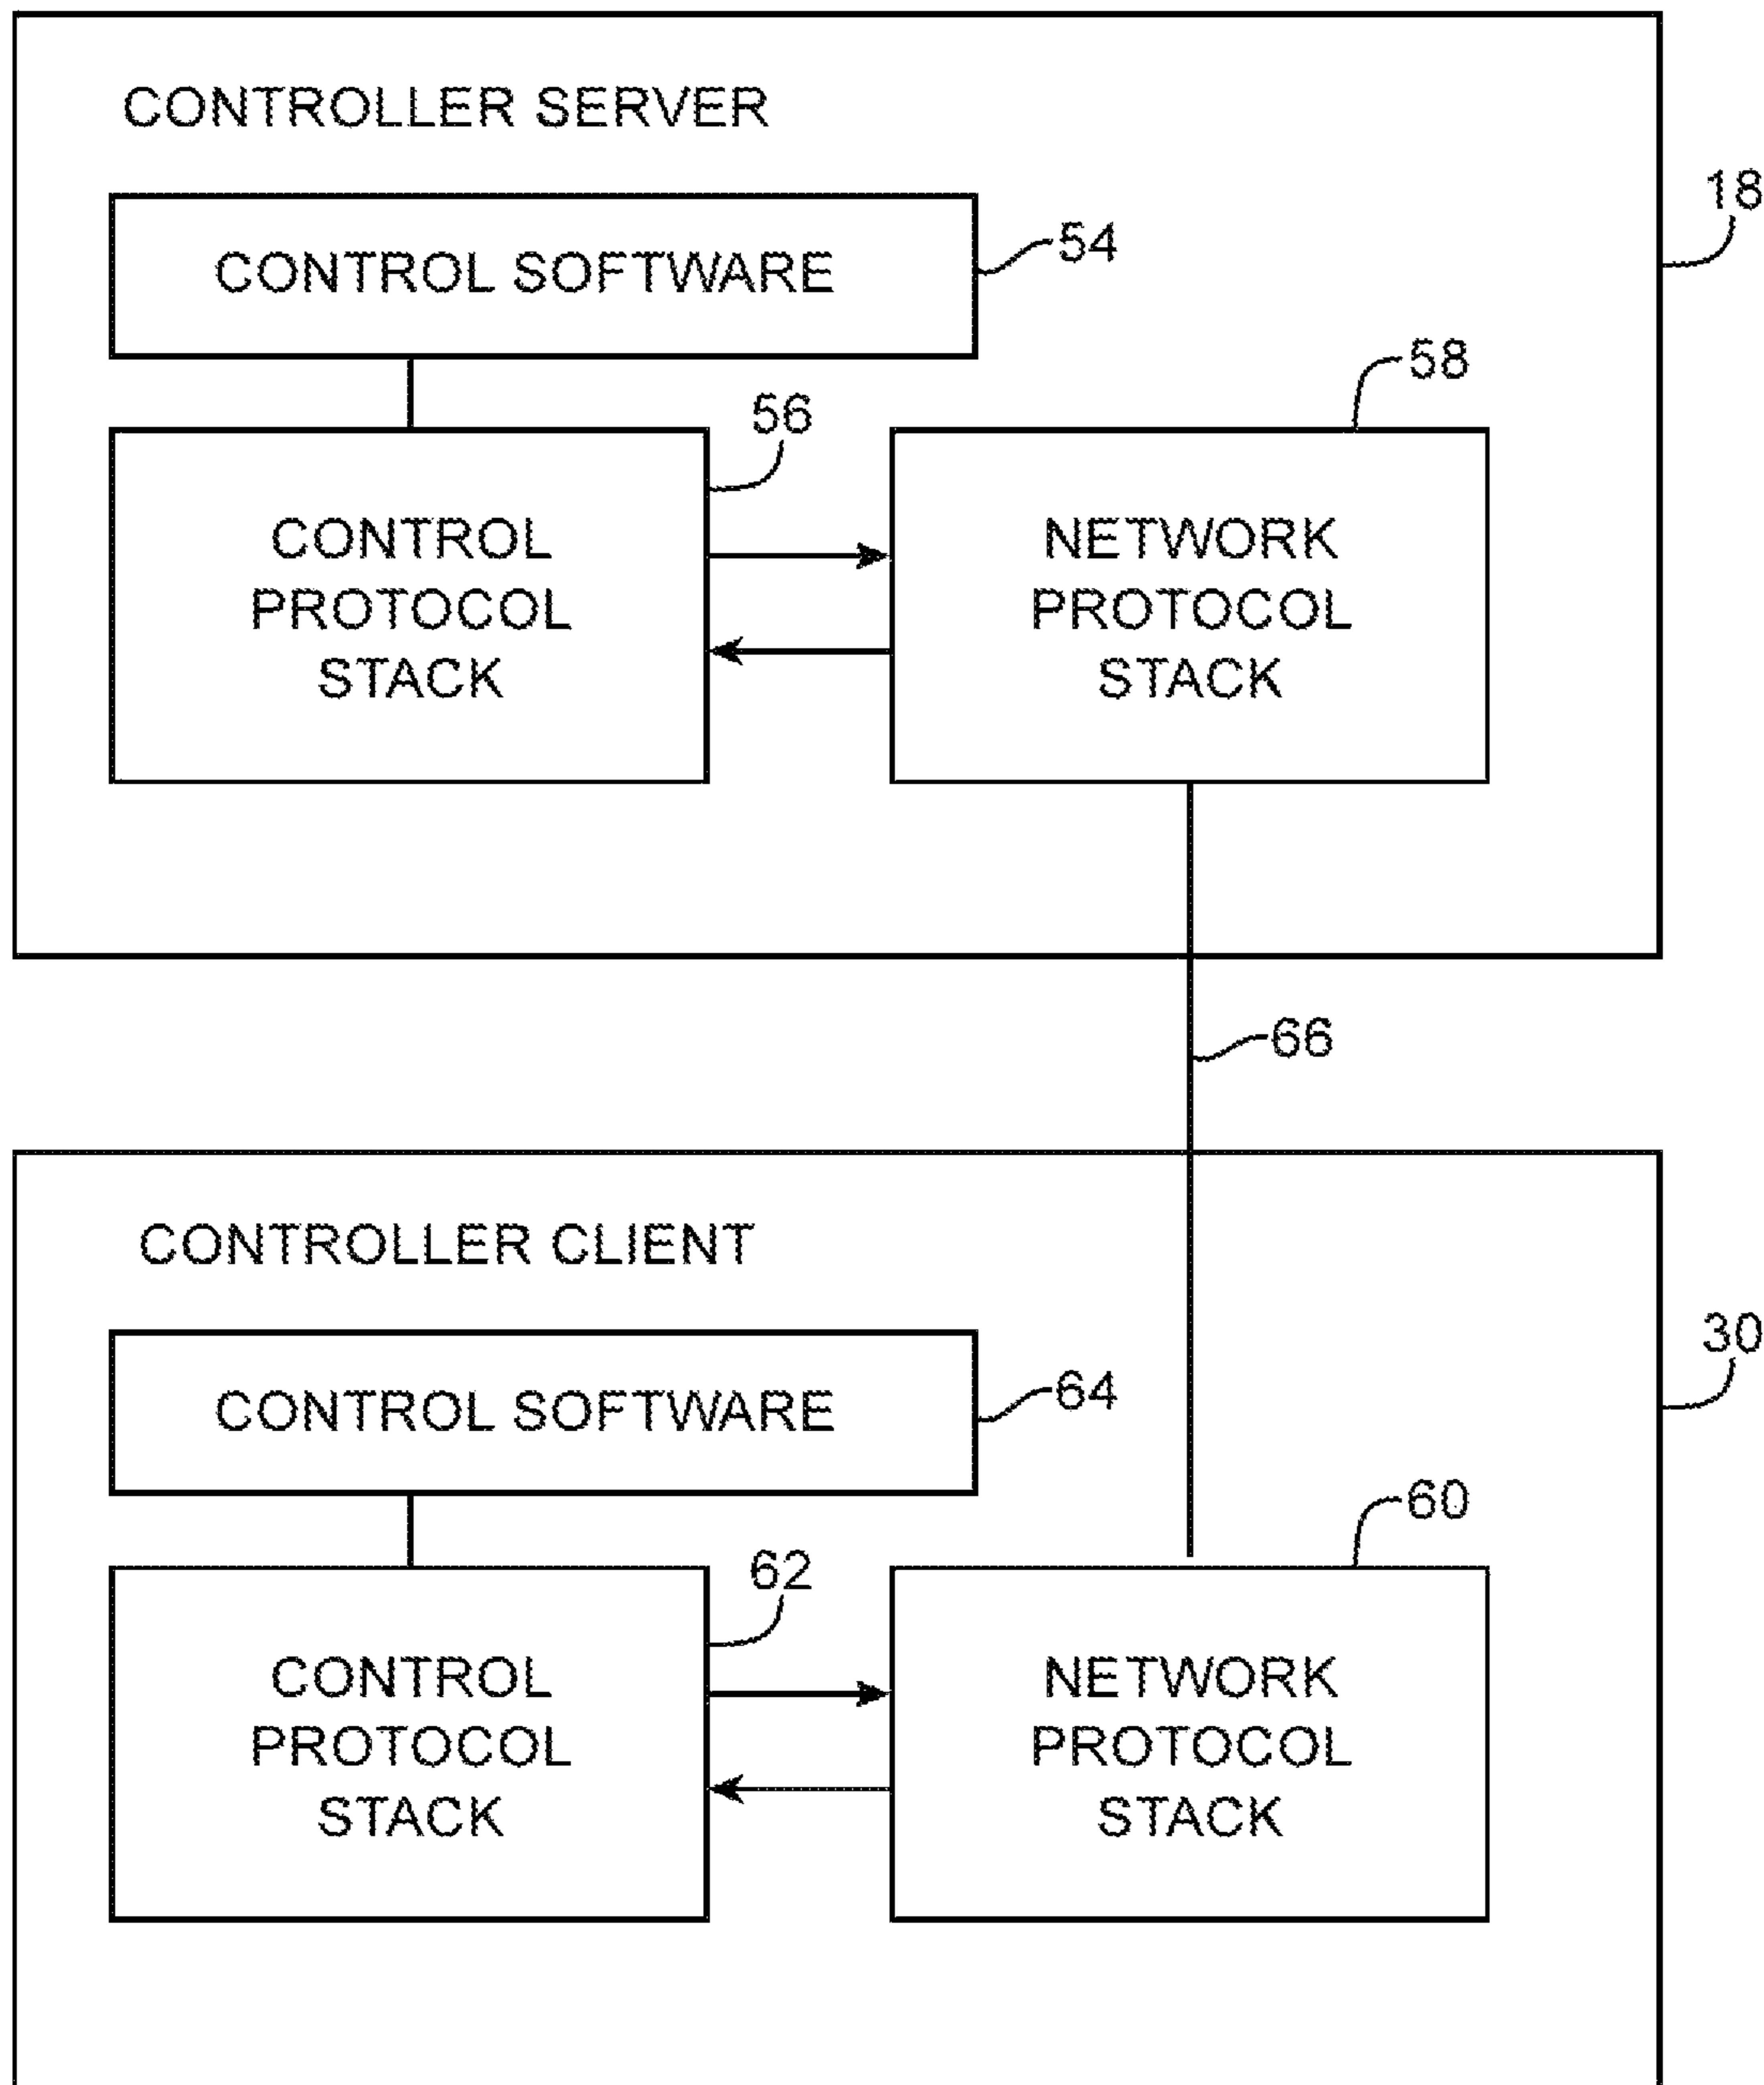 CONTROLLER SERVER
18
CONTROL SOFTWARE
54
58
56
CONTROL
PROTOCOL
STACK
NETWORK
PROTOCOL
STACK
66
CONTROLLER CLIENT
30
CONTROL SOFTWARE
64
60
62
CONTROL
PROTOCOL
STACK
NETWORK
PROTOCOL
STACK